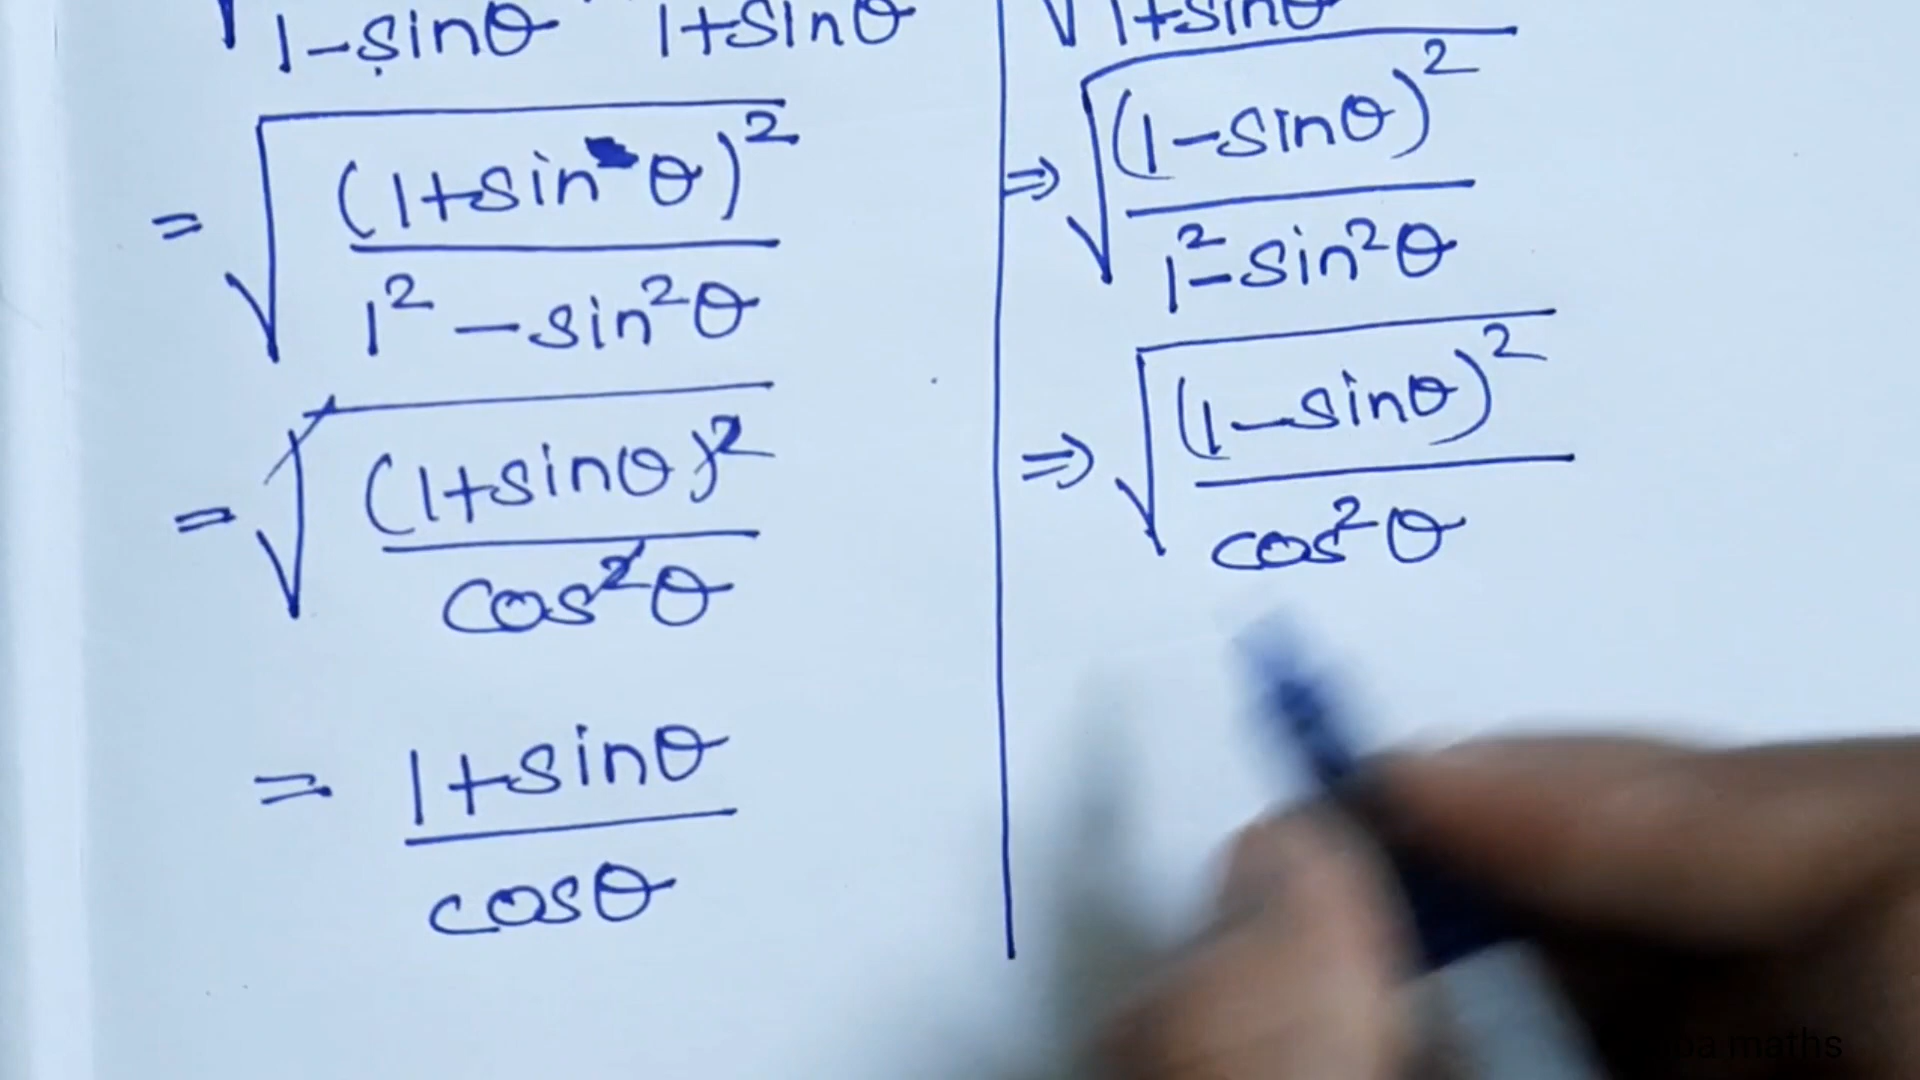 1-sinθ 1+sinθ
= √((1+sin θ)² / (1² - sin²θ))
= √((1+sinθ)² / cos²θ)
= (1+sinθ) / cosθ
√ 1+sinθ
⇒ √((1-sinθ)² / (1² - sin²θ))
⇒ √((1-sinθ)² / cos²θ)
maths